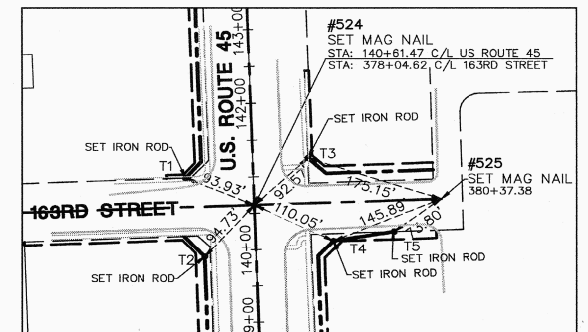 #524
SET MAG NAIL
STA: 140+61.47 C/L US ROUTE 45
STA: 378+04.62 C/L 163RD STREET
143+00
U.S. ROUTE 45
142+00
SET IRON ROD
T3
SET IRON ROD
T1
93.93'
92.57'
175.15'
#525
SET MAG NAIL
380+37.38
163RD STREET
110.05'
145.89'
94.73'
73.80'
140+00
T4
T5
T2
SET IRON ROD
SET IRON ROD
SET IRON ROD
9+00